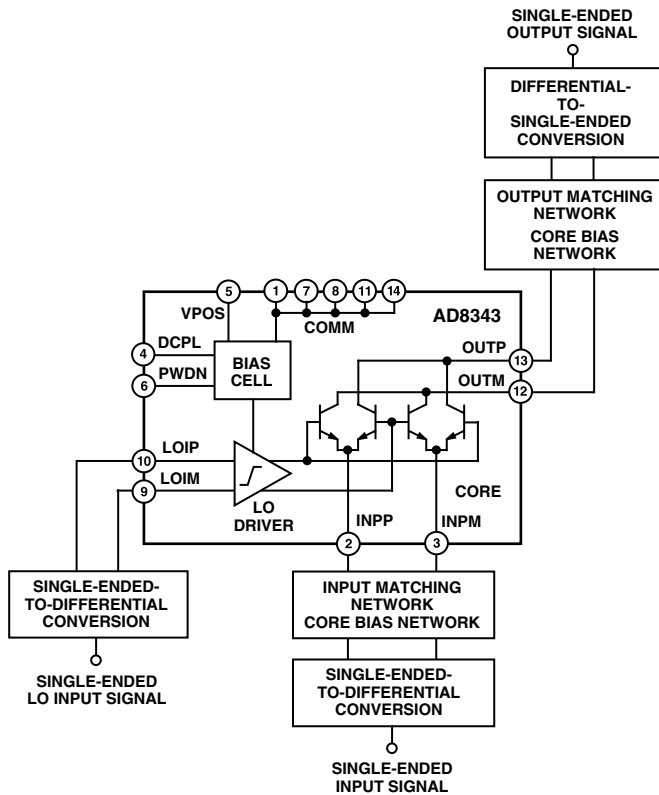 SINGLE-ENDED
OUTPUT SIGNAL
DIFFERENTIAL-
TO-
SINGLE-ENDED
CONVERSION
OUTPUT MATCHING
NETWORK
CORE BIAS
NETWORK
5
1
7
8
11
14
VPOS
COMM
AD8343
4
DCPL
BIAS
CELL
OUTP
13
6
PWDN
OUTM
12
10
LOIP
9
LOIM
LO
DRIVER
CORE
INPP
INPM
2
3
SINGLE-ENDED-
TO-DIFFERENTIAL
CONVERSION
INPUT MATCHING
NETWORK
CORE BIAS NETWORK
SINGLE-ENDED
LO INPUT SIGNAL
SINGLE-ENDED-
TO-DIFFERENTIAL
CONVERSION
SINGLE-ENDED
INPUT SIGNAL